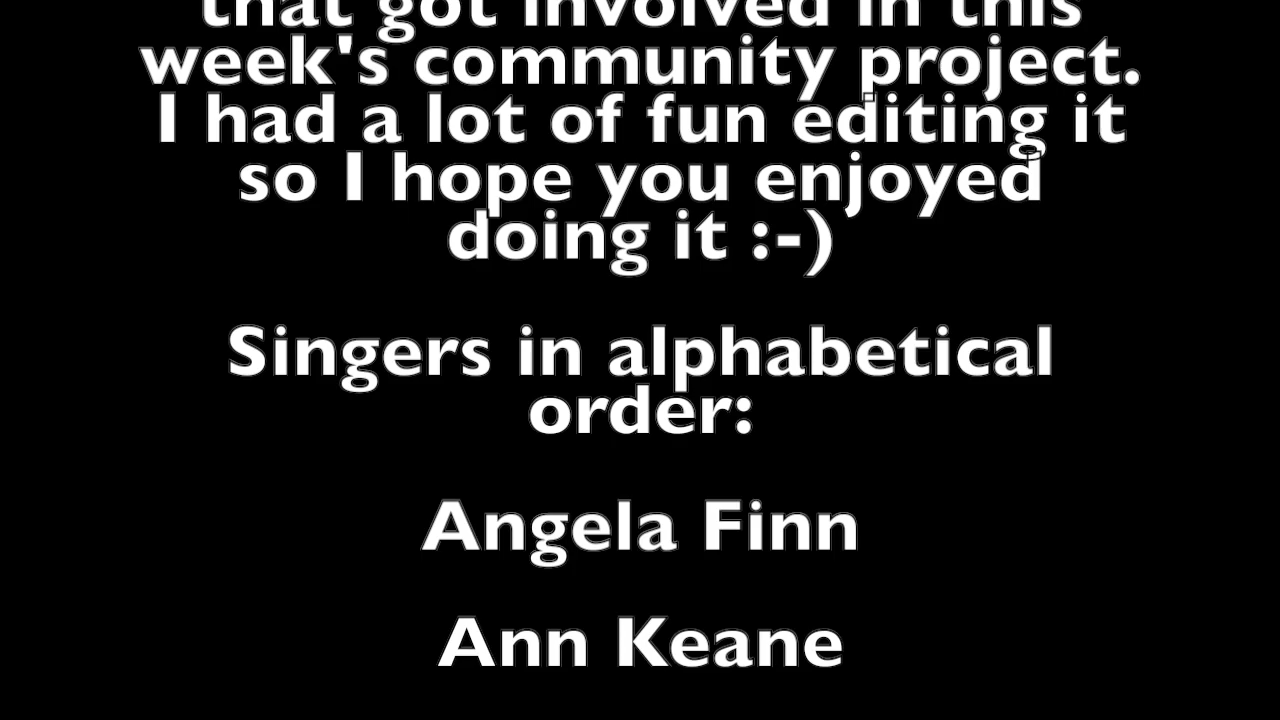 that got involved in this
week's community project.
I had a lot of fun editing it
so I hope you enjoyed
doing it :-)
Singers in alphabetical
order:
Angela Finn
Ann Keane